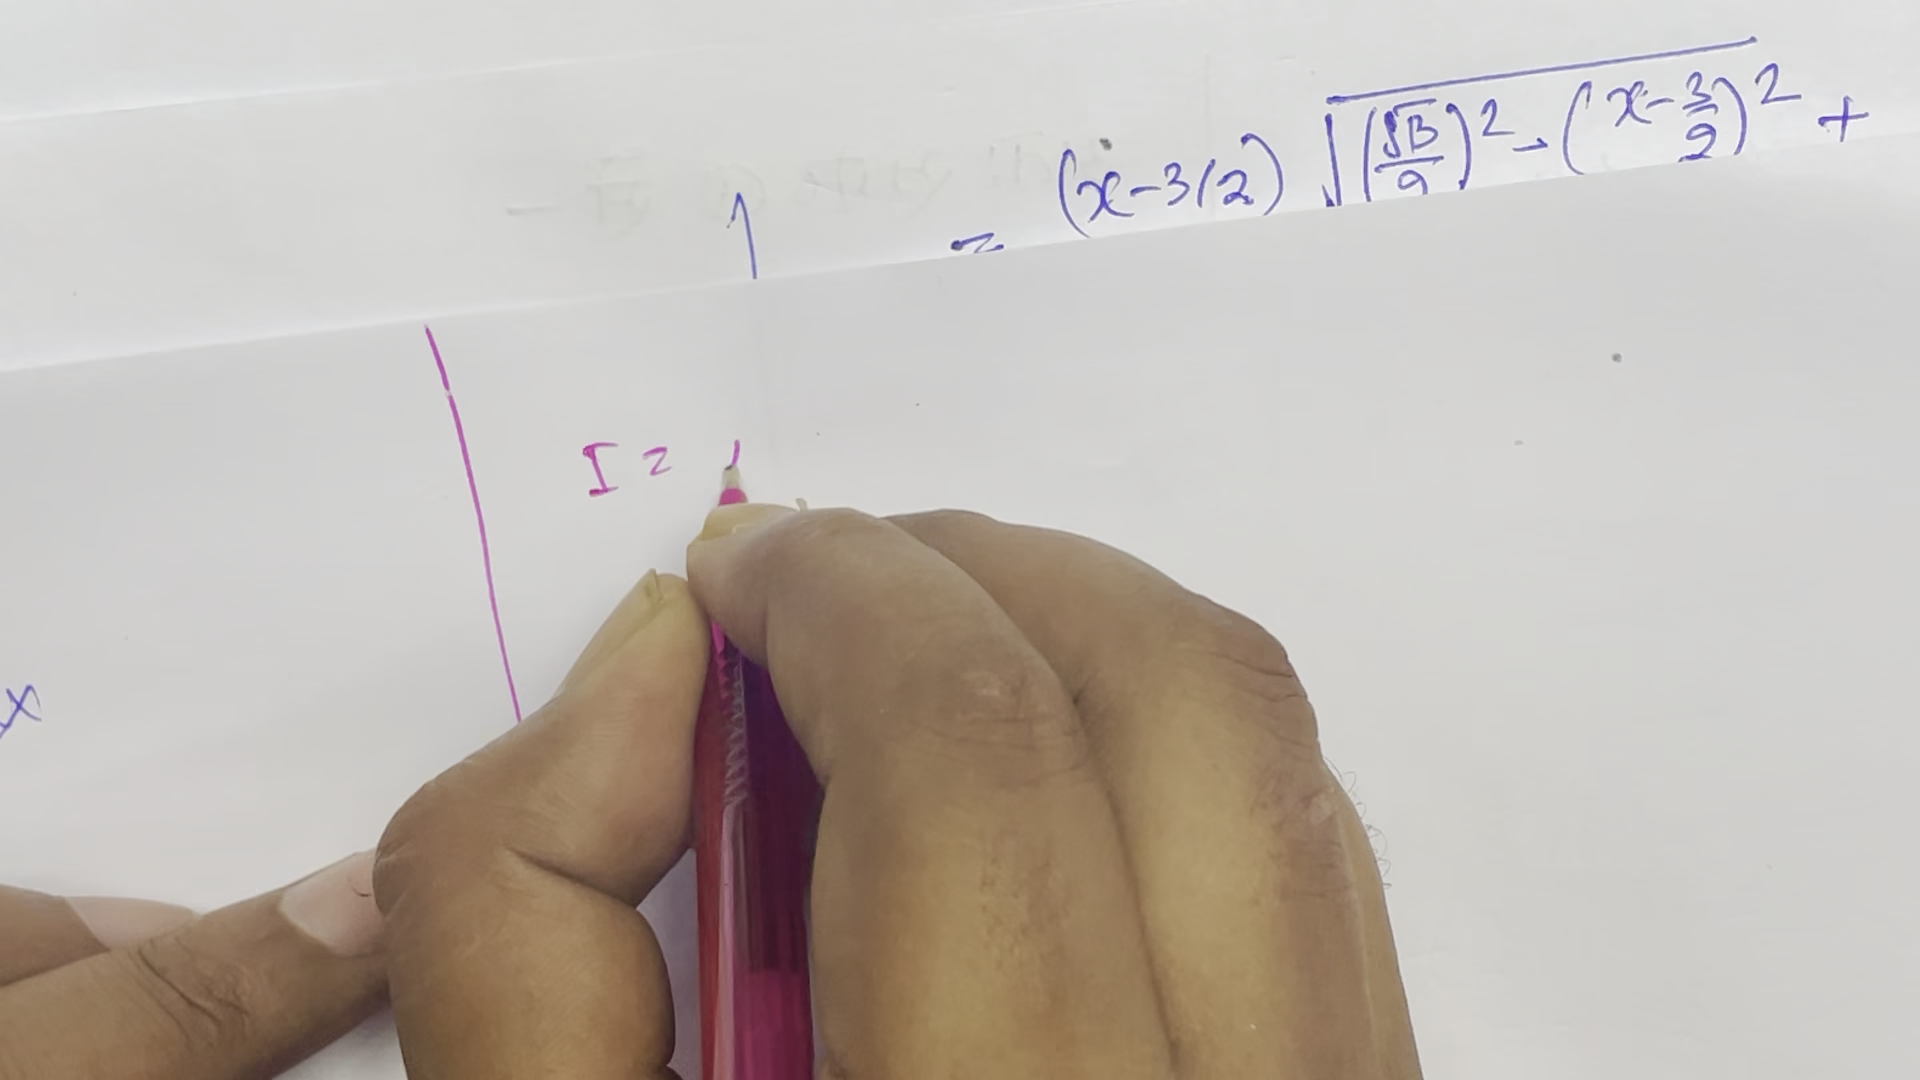 = (x-3/2) √((√13/2)² - (x-3/2)² +
I =
x